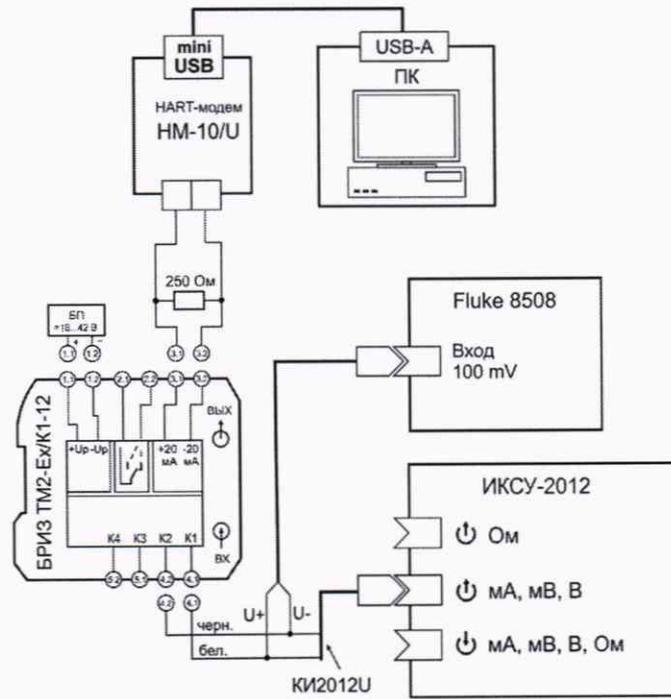 mini
USB
USB-A
ПК
HART-модем
HM-10/U
250 Ом
БП
+18...42 В
+
−
1.1
1.2
3.1
3.2
Fluke 8508
Вход
100 mV
1.1
1.2
2.1
2.2
3.1
3.2
БРИЗ ТМ2-Ех/К1-12
ВЫХ
+Up
-Up
+20
мА
-20
мА
ИКСУ-2012
Ом
К4
К3
К2
К1
ВХ
мА, мВ, В
5.2
5.1
4.2
4.1
4.2
4.1
U+
U-
черн.
бел.
мА, мВ, В, Ом
КИ2012U